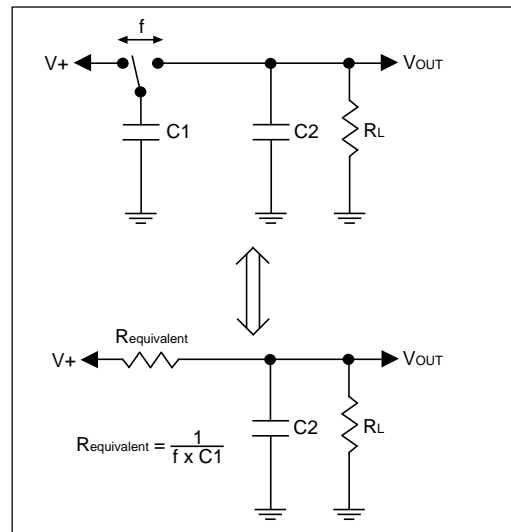 f
V+
VOUT
C1
C2
RL
Requivalent
V+
VOUT
C2
RL
Requivalent = 1
f x C1